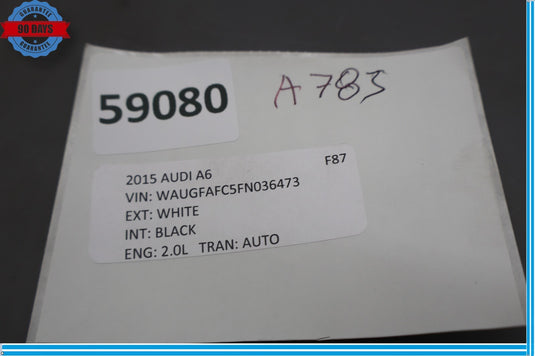 GUARANTEE
90 DAYS
GUARANTEE
59080
A783
F87
2015 AUDI A6
VIN: WAUGFAFC5FN036473
EXT: WHITE
INT: BLACK
ENG: 2.0L TRAN: AUTO